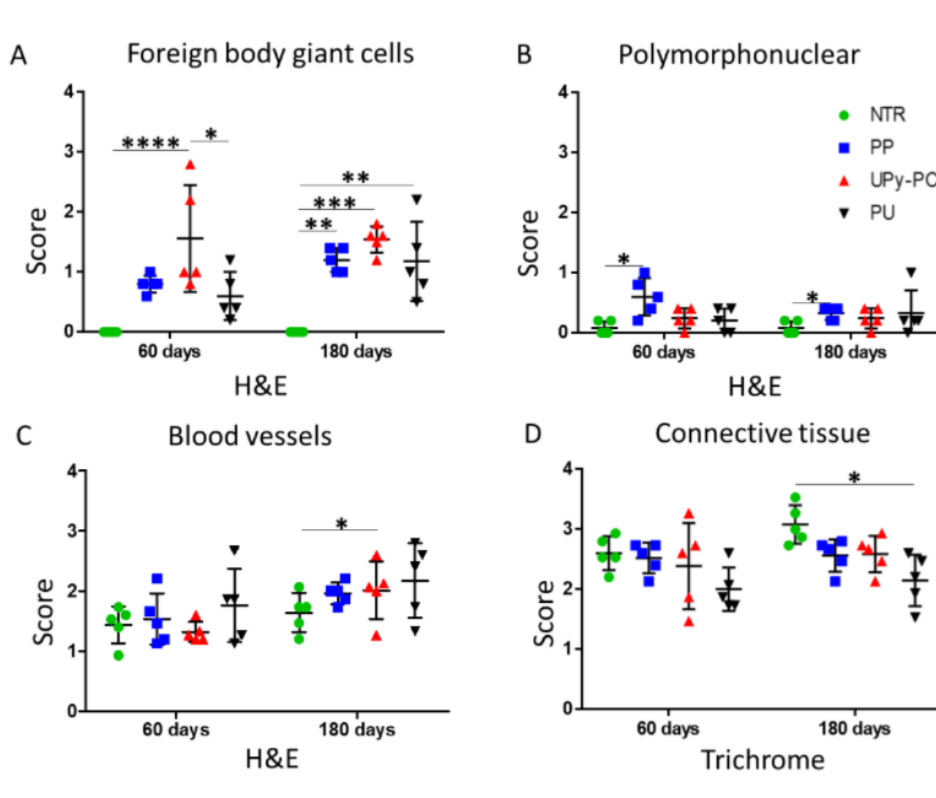 A Foreign body giant cells
4
3
2
1
0
Score
**** *
**
***
**
60 days 180 days
H&E
B Polymorphonuclear
4
3
2
1
0
Score
NTR
PP
UPy-PC
PU
*
*
60 days 180 days
H&E
C Blood vessels
4
3
2
1
0
Score
*
60 days 180 days
H&E
D Connective tissue
4
3
2
1
0
Score
*
60 days 180 days
Trichrome